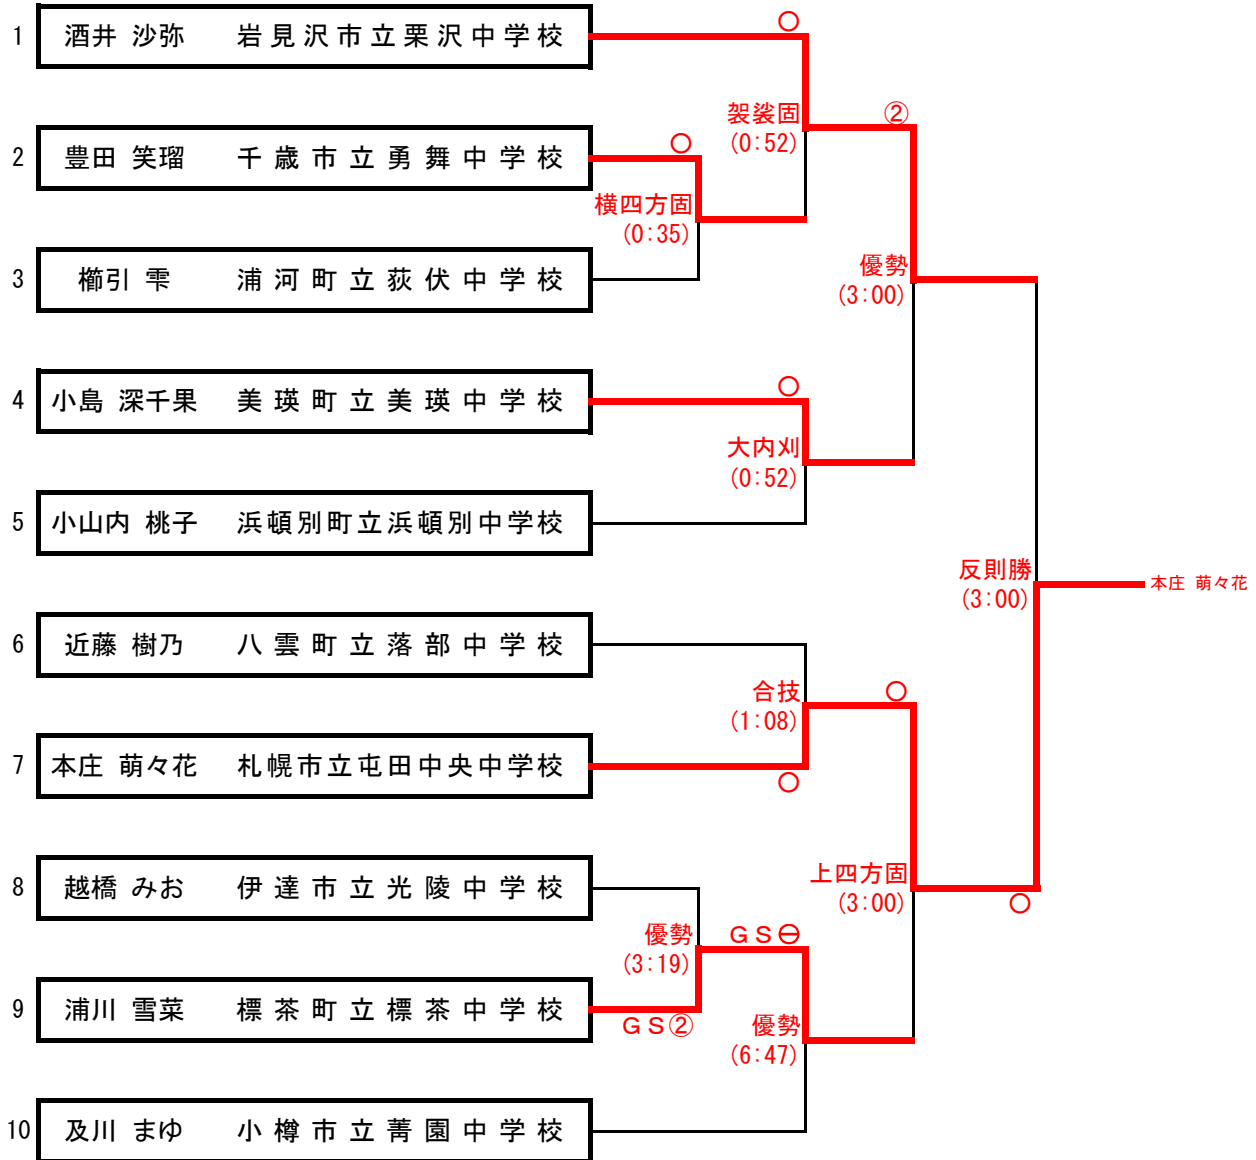 1 酒井 沙弥 岩見沢市立栗沢中学校
○
袈裟固
(0:52)
②
2 豊田 笑瑠 千歳市立勇舞中学校
○
横四方固
(0:35)
3 櫛引 雫 浦河町立荻伏中学校
優勢
(3:00)
4 小島 深千果 美瑛町立美瑛中学校
○
大内刈
(0:52)
5 小山内 桃子 浜頓別町立浜頓別中学校
反則勝
(3:00)
本庄 萌々花
6 近藤 樹乃 八雲町立落部中学校
合技
(1:08)
○
7 本庄 萌々花 札幌市立屯田中央中学校
○
8 越橋 みお 伊達市立光陵中学校
上四方固
(3:00)
○
優勢
(3:19)
GS⊖
9 浦川 雪菜 標茶町立標茶中学校
GS②
優勢
(6:47)
10 及川 まゆ 小樽市立菁園中学校